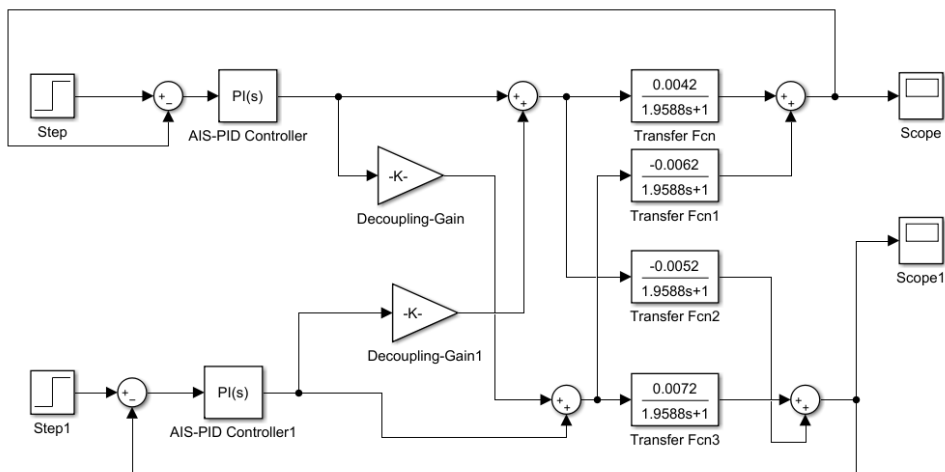 +
−
PI(s)
+
+
0.0042
1.9588s+1
+
+
Step
AIS-PID Controller
Transfer Fcn
Scope
-K-
-0.0062
1.9588s+1
Decoupling-Gain
Transfer Fcn1
-0.0052
1.9588s+1
Scope1
-K-
Transfer Fcn2
Decoupling-Gain1
+
−
PI(s)
+
+
0.0072
1.9588s+1
+
+
Step1
AIS-PID Controller1
Transfer Fcn3